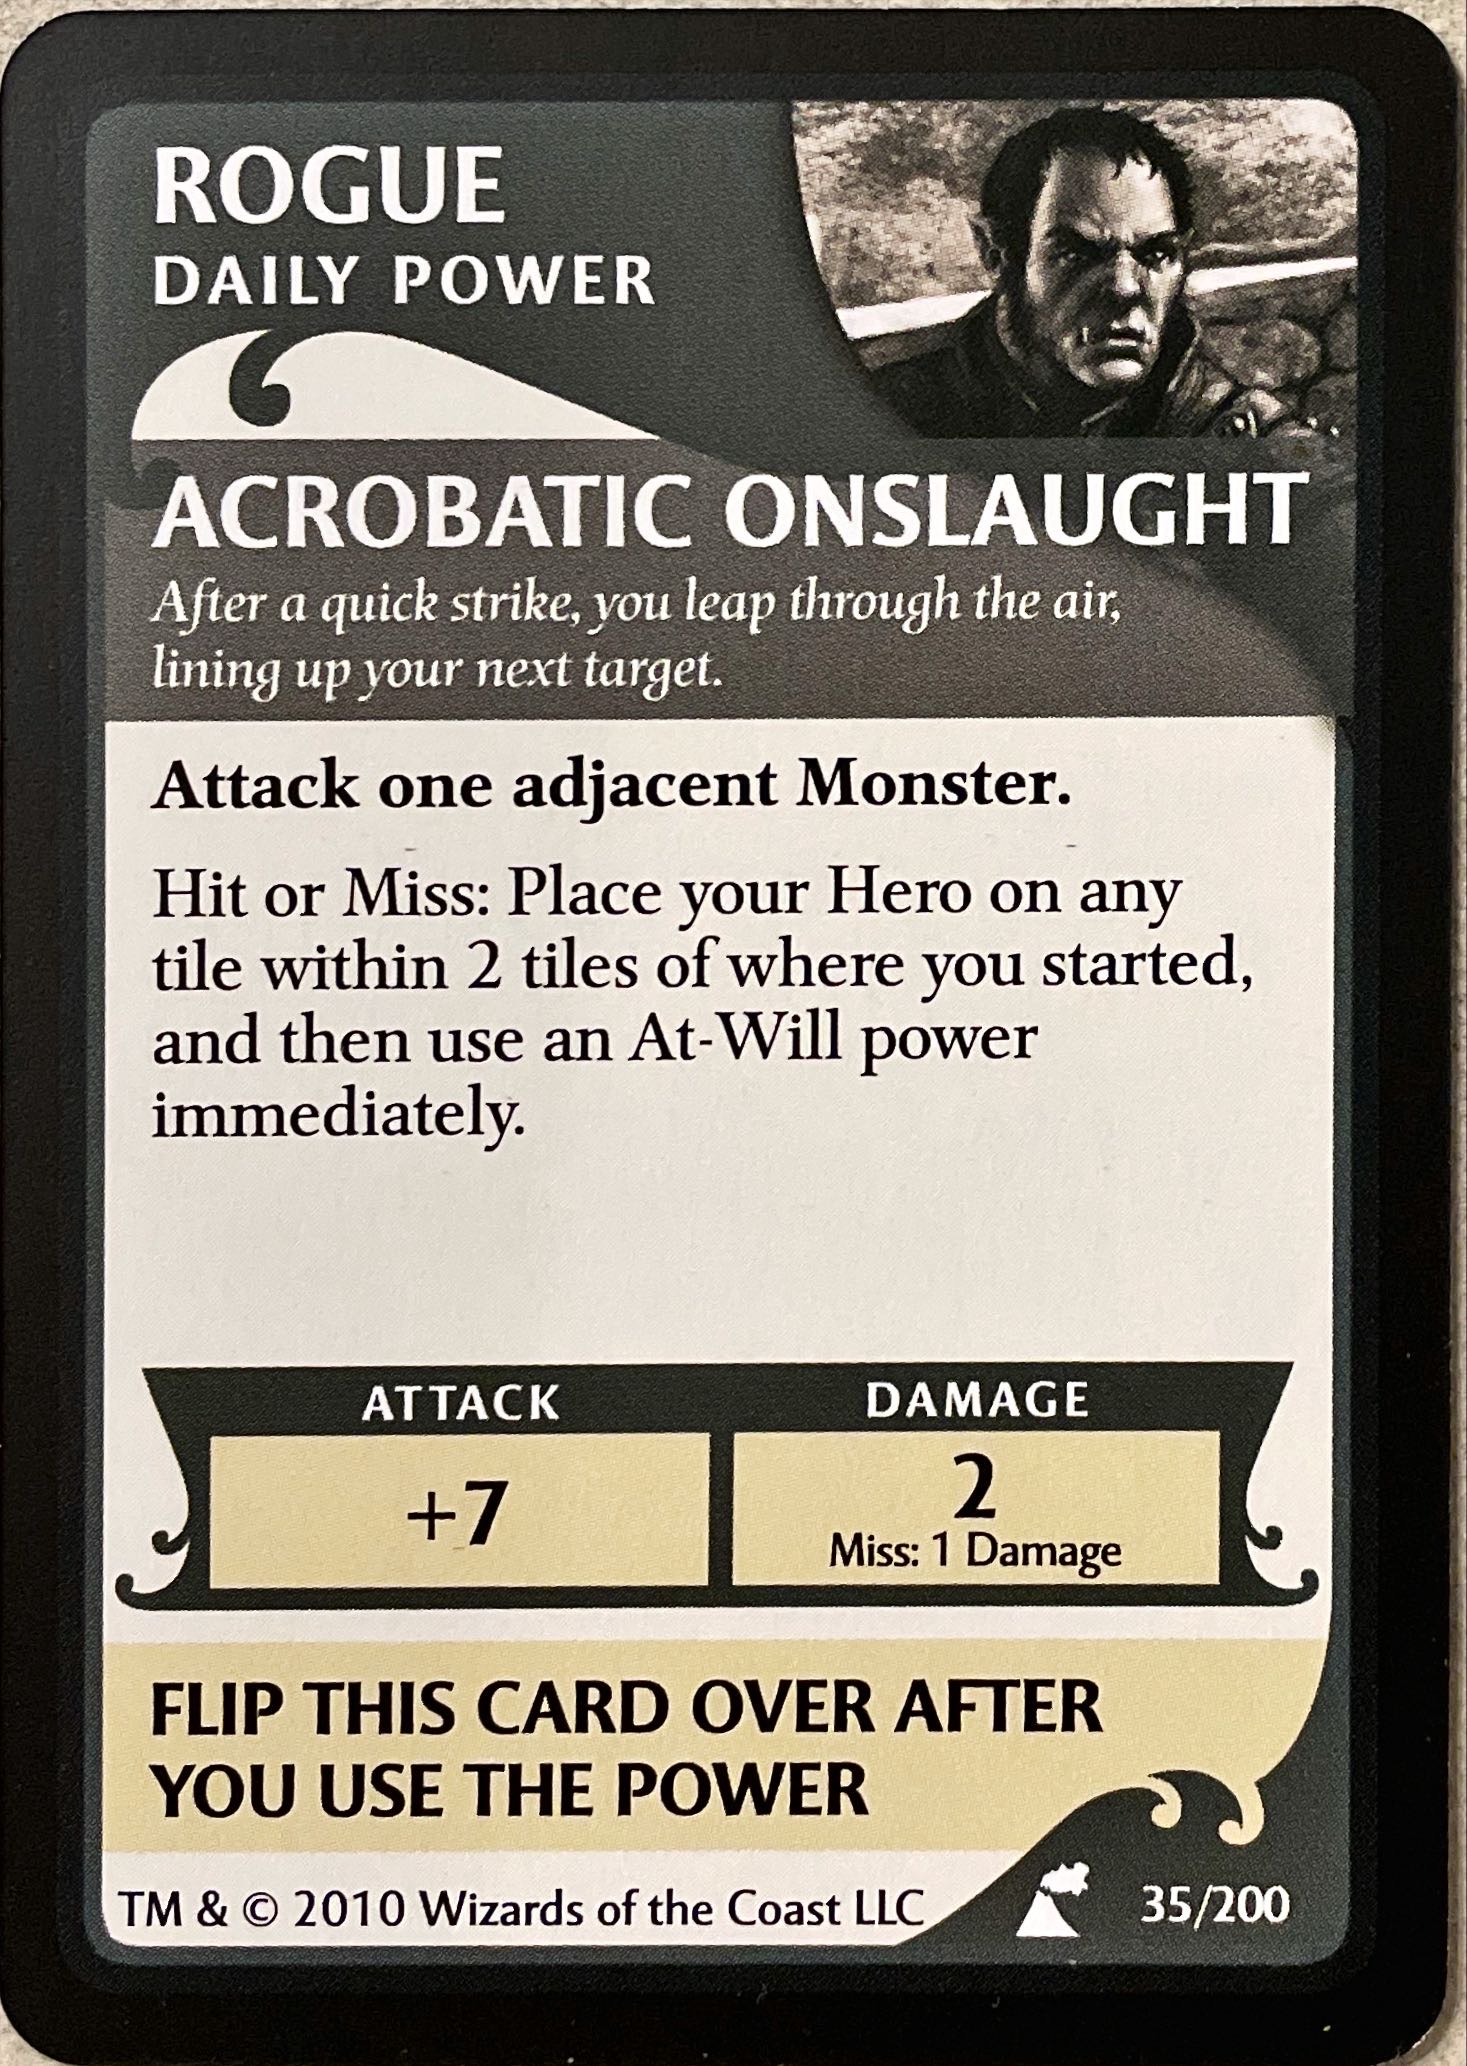 ROGUE
DAILY POWER
ACROBATIC ONSLAUGHT
After a quick strike, you leap through the air,
lining up your next target.
Attack one adjacent Monster.
Hit or Miss: Place your Hero on any
tile within 2 tiles of where you started,
and then use an At-Will power
immediately.
ATTACK DAMAGE
+7 2
Miss: 1 Damage
FLIP THIS CARD OVER AFTER
YOU USE THE POWER
TM & © 2010 Wizards of the Coast LLC 35/200